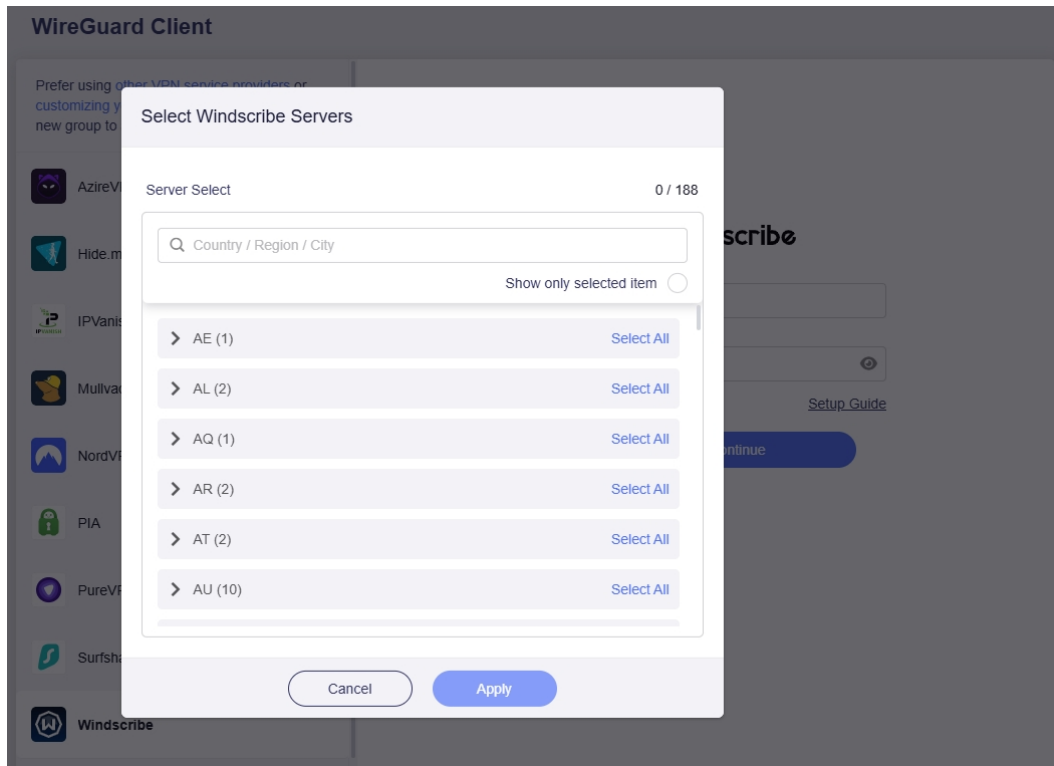 WireGuard Client
Prefer using other VPN service providers or
customizing y
new group to
AzireV
Hide.m
IPVanis
Mullvad
NordVP
PIA
PureVP
Surfsha
Windscribe
Select Windscribe Servers
Server Select
0 / 188
Country / Region / City
Show only selected item
AE (1)
Select All
AL (2)
Select All
AQ (1)
Select All
AR (2)
Select All
AT (2)
Select All
AU (10)
Select All
Cancel
Apply
scribe
Setup Guide
ntinue